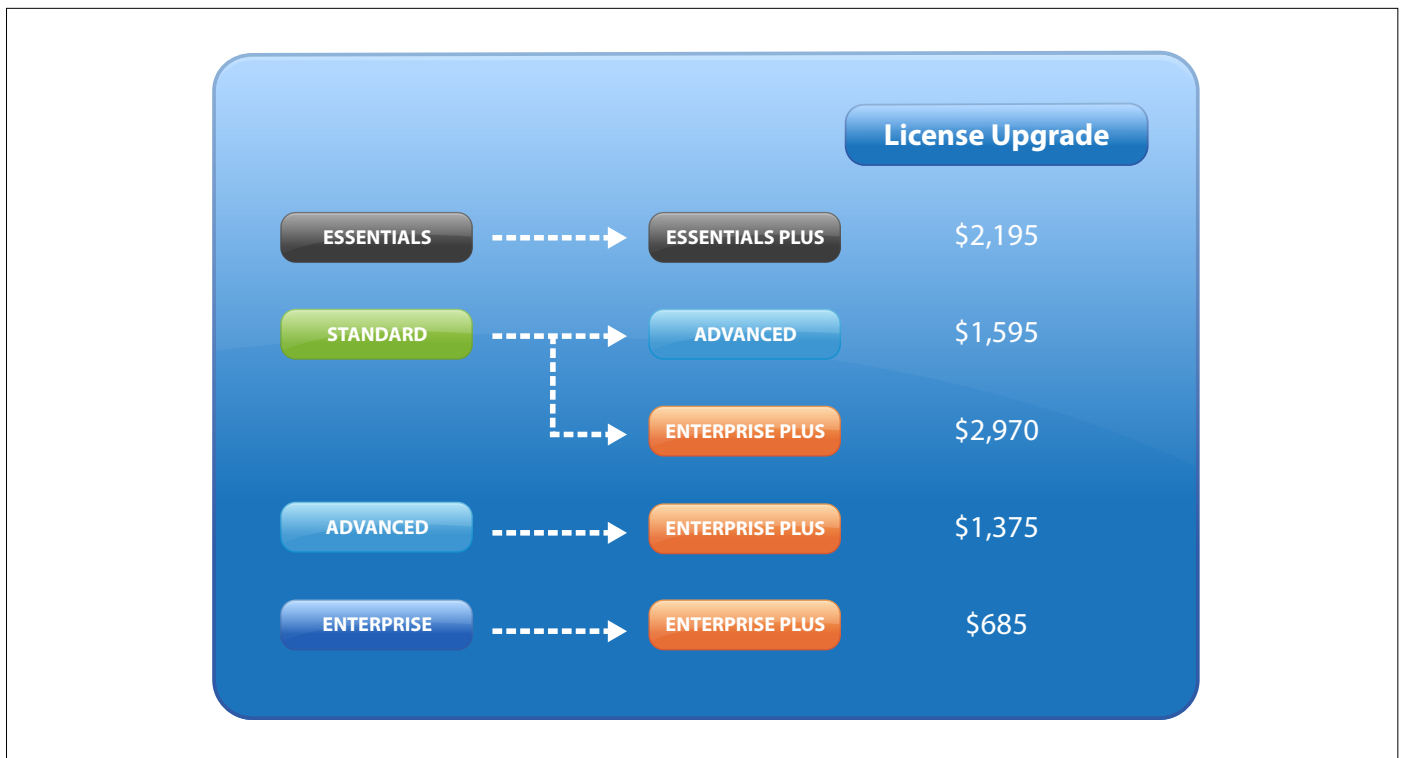 License Upgrade
ESSENTIALS ESSENTIALS PLUS $2,195
STANDARD ADVANCED $1,595
ENTERPRISE PLUS $2,970
ADVANCED ENTERPRISE PLUS $1,375
ENTERPRISE ENTERPRISE PLUS $685